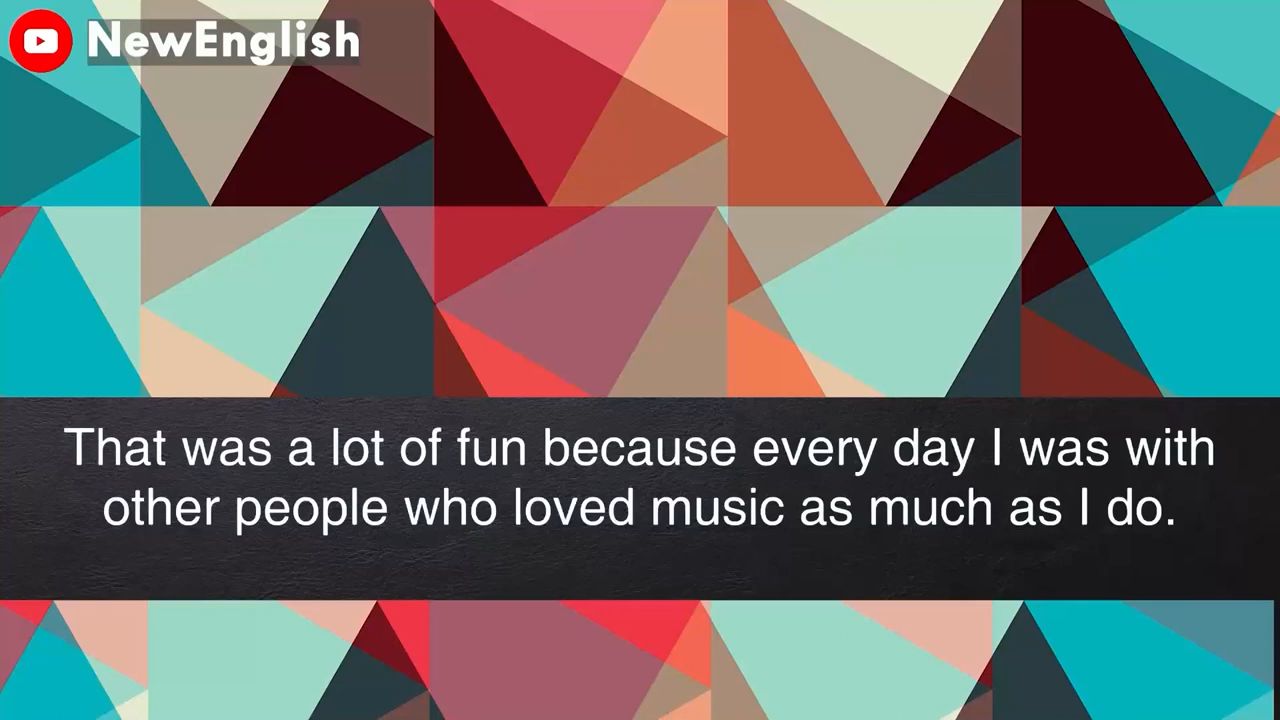 NewEnglish
That was a lot of fun because every day I was with
other people who loved music as much as I do.